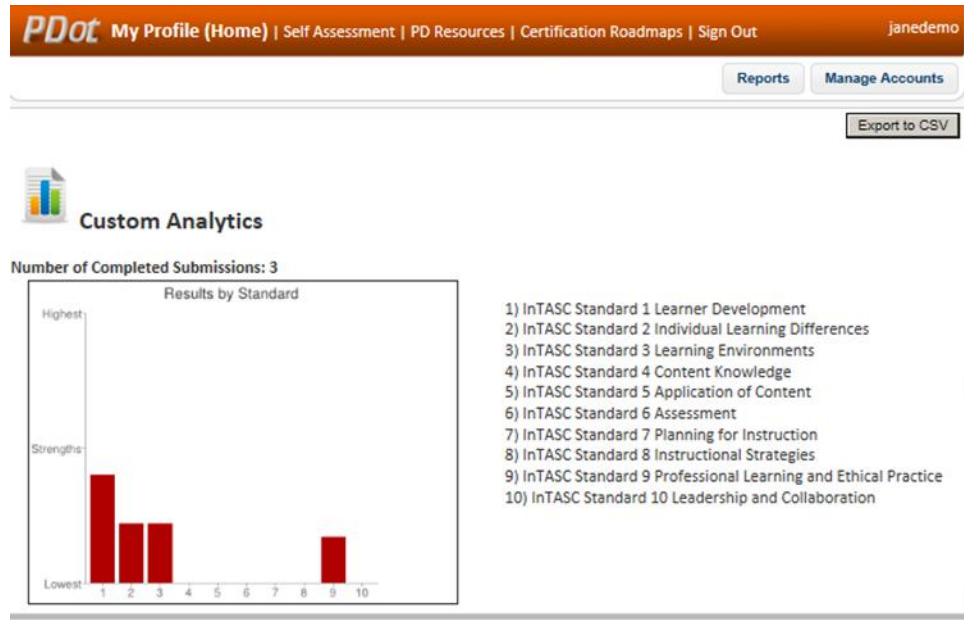 PDot My Profile (Home) | Self Assessment | PD Resources | Certification Roadmaps | Sign Out janedemo
Reports Manage Accounts
Export to CSV
Custom Analytics
Number of Completed Submissions: 3
Results by Standard
Highest
Strengths
Lowest
1 2 3 4 5 6 7 8 9 10
1) InTASC Standard 1 Learner Development
2) InTASC Standard 2 Individual Learning Differences
3) InTASC Standard 3 Learning Environments
4) InTASC Standard 4 Content Knowledge
5) InTASC Standard 5 Application of Content
6) InTASC Standard 6 Assessment
7) InTASC Standard 7 Planning for Instruction
8) InTASC Standard 8 Instructional Strategies
9) InTASC Standard 9 Professional Learning and Ethical Practice
10) InTASC Standard 10 Leadership and Collaboration